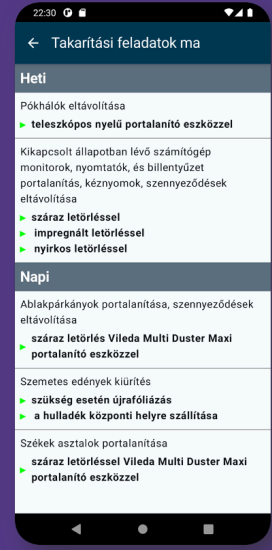 22:30
Takarítási feladatok ma
Heti
Pókhálók eltávolítása
teleszkópos nyelű portalanító eszközzel
Kikapcsolt állapotban lévő számítógép
monitorok, nyomtatók, és billentyűzet
portalanítás, kéznyomok, szennyeződések
eltávolítása
száraz letörléssel
impregnált letörléssel
nyirkos letörléssel
Napi
Ablakpárkányok portalanítása, szennyeződések
eltávolítása
száraz letörlés Vileda Multi Duster Maxi
portalanító eszközzel
Szemetes edények kiürítés
szükség esetén újrafóliázás
a hulladék központi helyre szállítása
Székek asztalok portalanítása
száraz letörléssel Vileda Multi Duster Maxi
portalanító eszközzel